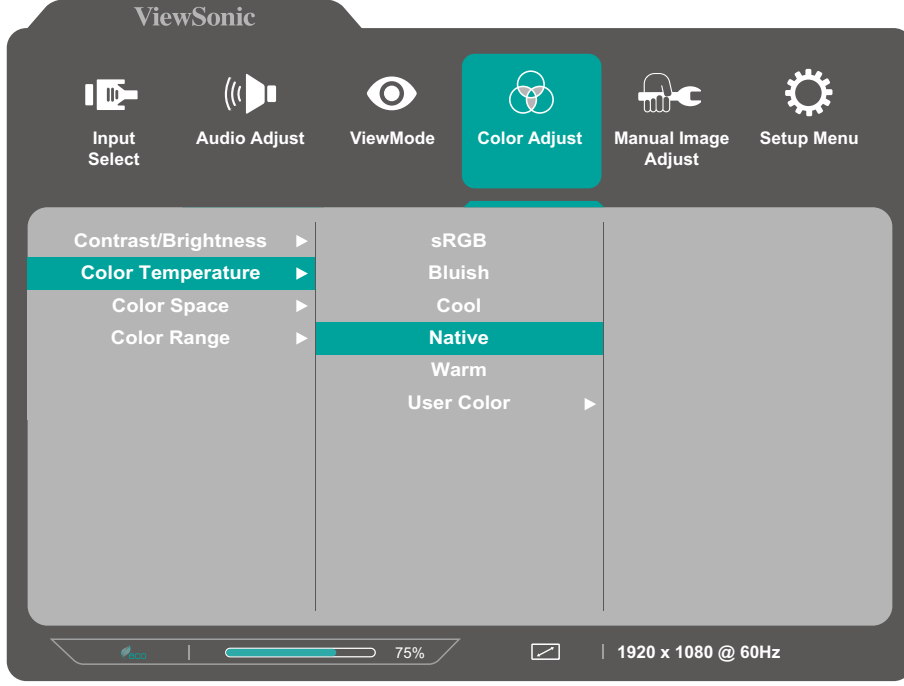 ViewSonic
Input
Select
Audio Adjust
ViewMode
Color Adjust
Manual Image
Adjust
Setup Menu
Contrast/Brightness
Color Temperature
Color Space
Color Range
sRGB
Bluish
Cool
Native
Warm
User Color
eco
75%
1920 x 1080 @ 60Hz